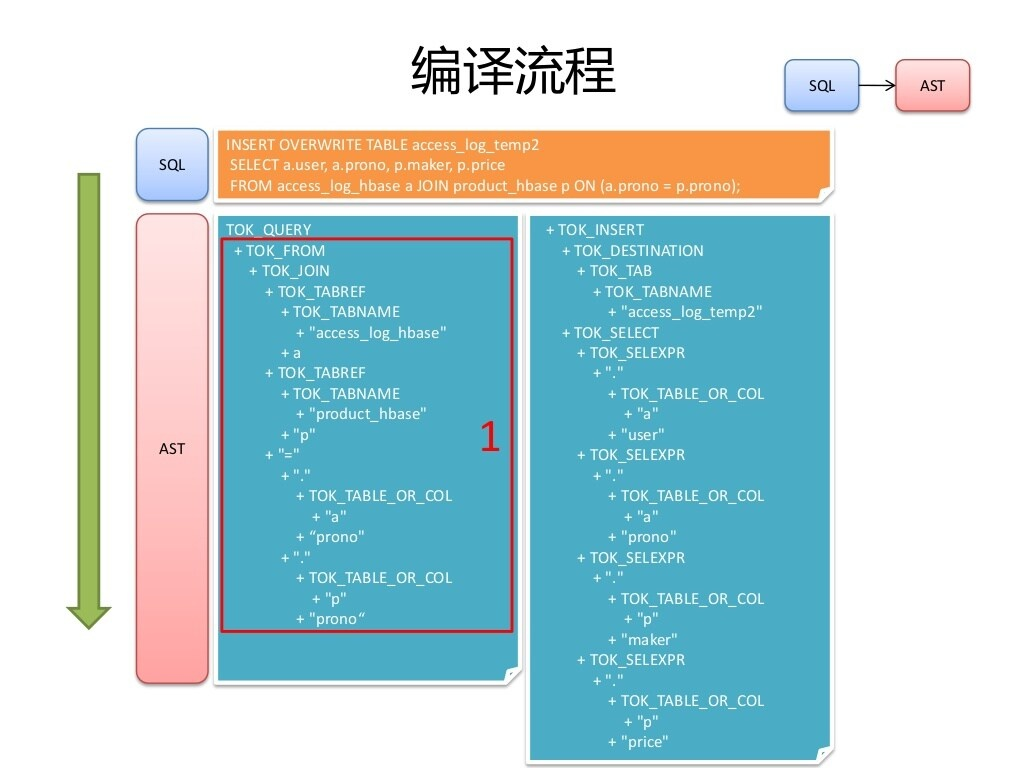 编译流程
SQL
AST
SQL
INSERT OVERWRITE TABLE access_log_temp2
SELECT a.user, a.prono, p.maker, p.price
FROM access_log_hbase a JOIN product_hbase p ON (a.prono = p.prono);
AST
TOK_QUERY
+ TOK_FROM
+ TOK_JOIN
+ TOK_TABREF
+ TOK_TABNAME
+ "access_log_hbase"
+ a
+ TOK_TABREF
+ TOK_TABNAME
+ "product_hbase"
+ "p"
+ "="
+ "."
+ TOK_TABLE_OR_COL
+ "a"
+ “prono"
+ "."
+ TOK_TABLE_OR_COL
+ "p"
+ "prono“
1
+ TOK_INSERT
+ TOK_DESTINATION
+ TOK_TAB
+ TOK_TABNAME
+ "access_log_temp2"
+ TOK_SELECT
+ TOK_SELEXPR
+ "."
+ TOK_TABLE_OR_COL
+ "a"
+ "user"
+ TOK_SELEXPR
+ "."
+ TOK_TABLE_OR_COL
+ "a"
+ "prono"
+ TOK_SELEXPR
+ "."
+ TOK_TABLE_OR_COL
+ "p"
+ "maker"
+ TOK_SELEXPR
+ "."
+ TOK_TABLE_OR_COL
+ "p"
+ "price"